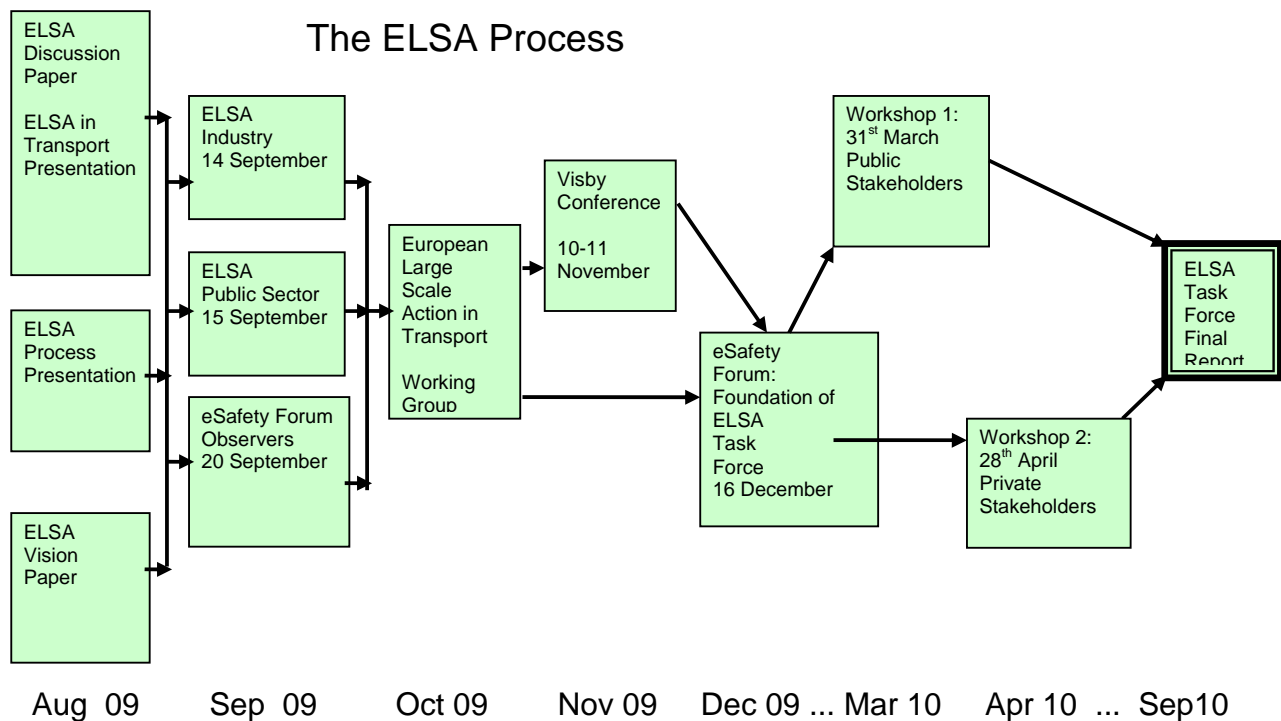 The ELSA Process
ELSA
Discussion
Paper
ELSA in
Transport
Presentation
ELSA
Process
Presentation
ELSA
Vision
Paper
ELSA
Industry
14 September
ELSA
Public Sector
15 September
eSafety Forum
Observers
20 September
European
Large
Scale
Action in
Transport
Working
Group
Visby
Conference
10-11
November
eSafety
Forum:
Foundation of
ELSA
Task
Force
16 December
Workshop 1:
31st March
Public
Stakeholders
Workshop 2:
28th April
Private
Stakeholders
ELSA
Task
Force
Final
Report
Aug 09 Sep 09 Oct 09 Nov 09 Dec 09 ... Mar 10 Apr 10 ... Sep10